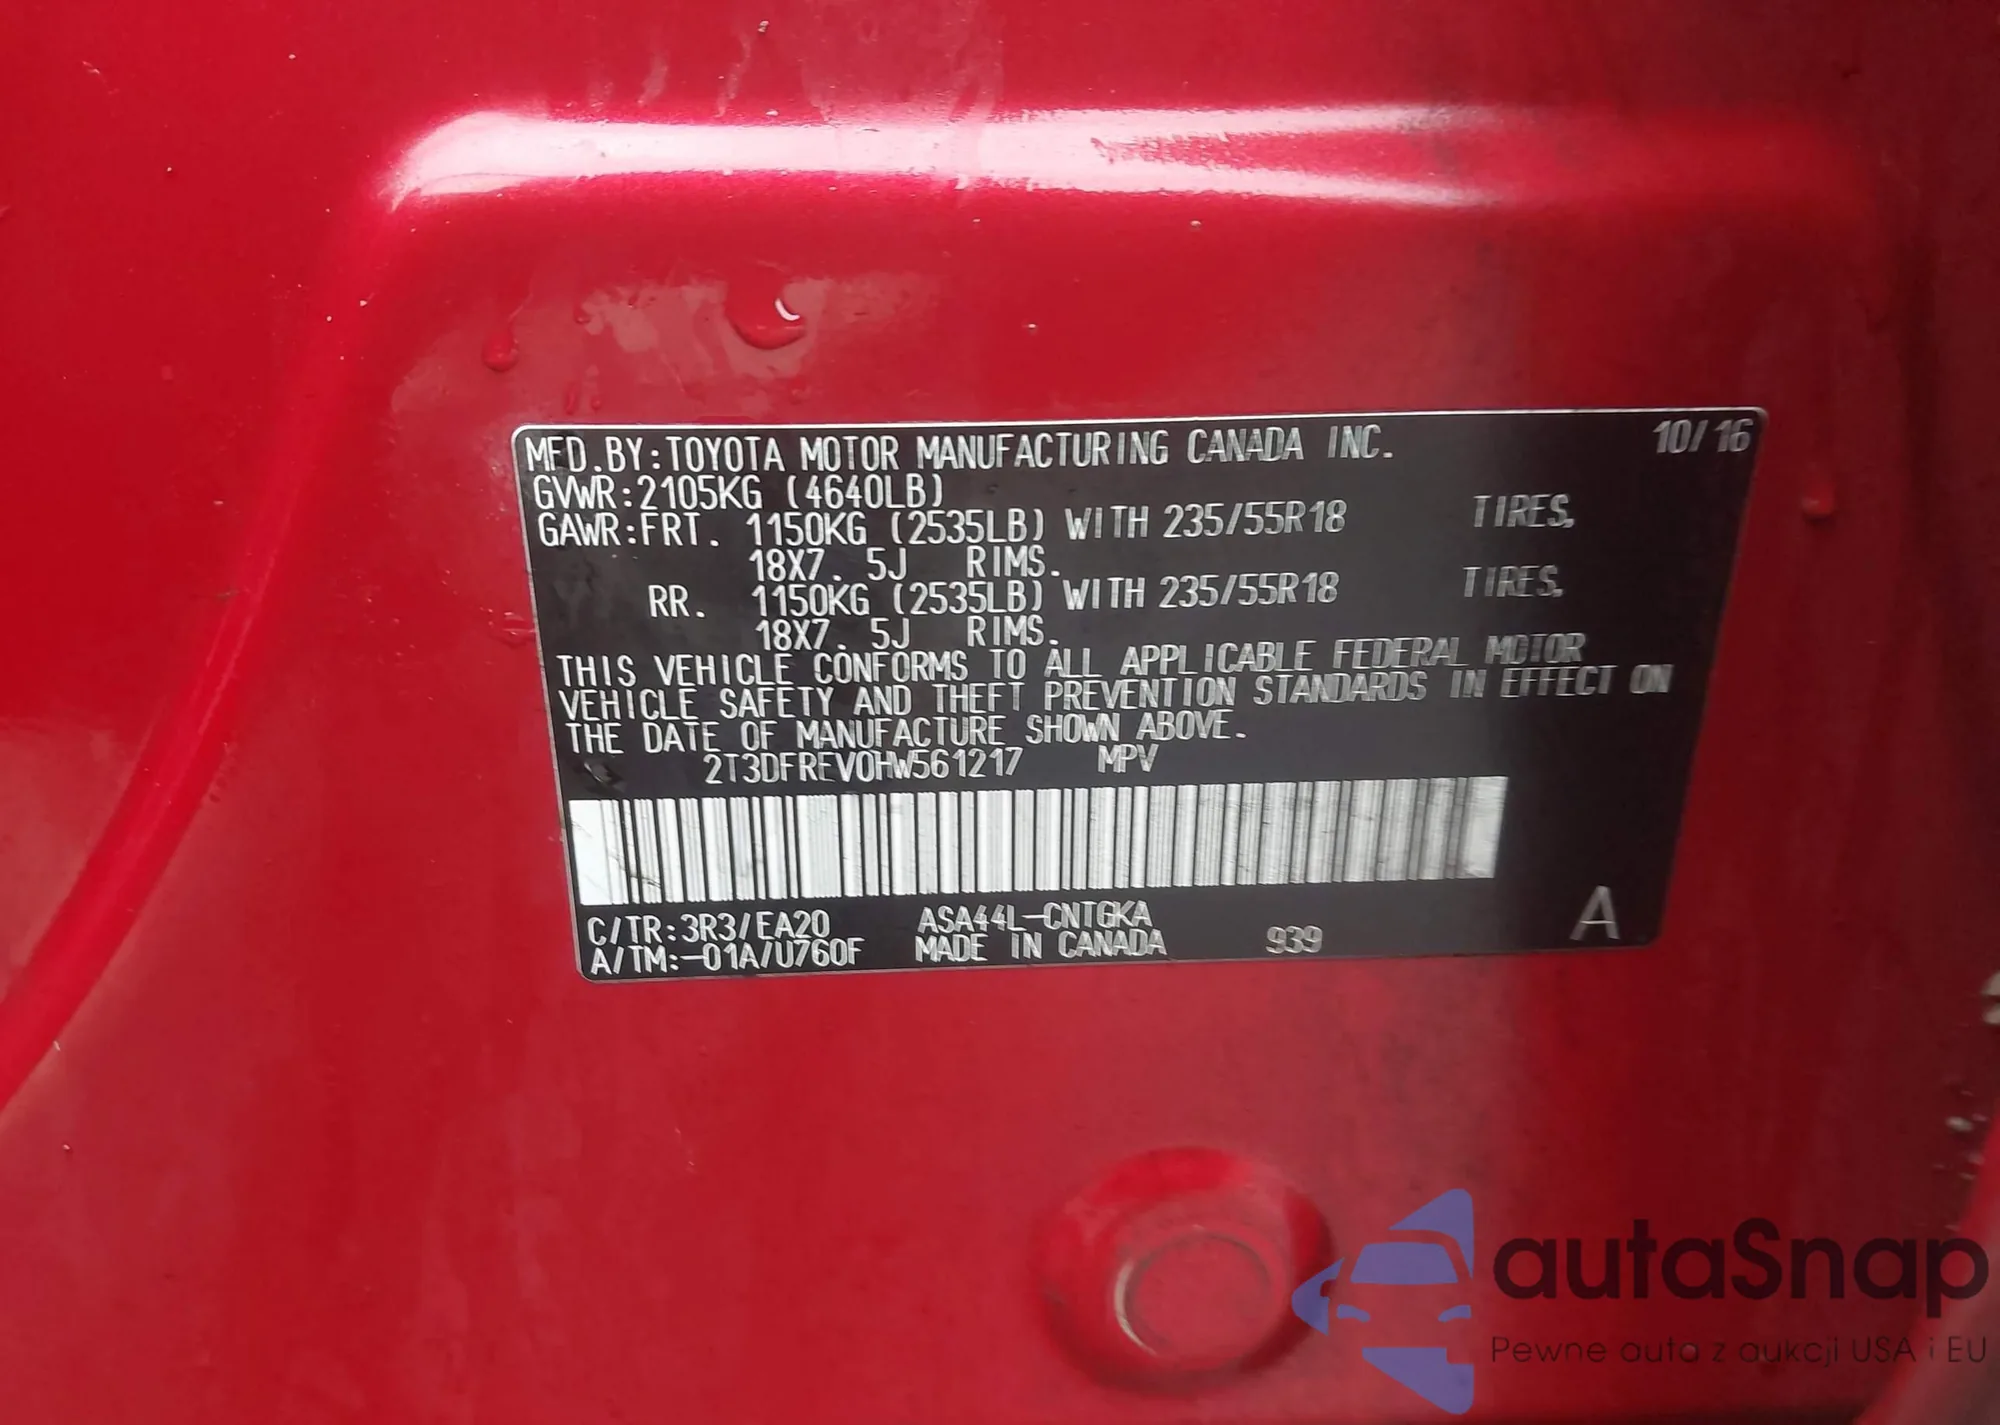 MFD.BY:TOYOTA MOTOR MANUFACTURING CANADA INC. 10/16
GVWR:2105KG (4640LB)
GAWR:FRT. 1150KG (2535LB) WITH 235/55R18 TIRES,
18X7. 5J RIMS.
RR. 1150KG (2535LB) WITH 235/55R18 TIRES,
18X7. 5J RIMS.
THIS VEHICLE CONFORMS TO ALL APPLICABLE FEDERAL MOTOR
VEHICLE SAFETY AND THEFT PREVENTION STANDARDS IN EFFECT ON
THE DATE OF MANUFACTURE SHOWN ABOVE.
2T3DFREV0HW561217 MPV
C/TR:3R3/EA20 ASA44L-CNTGKA
A/TM:-01A/U760F MADE IN CANADA 939 A
autaSnap
Pewne auta z aukcji USA i EU